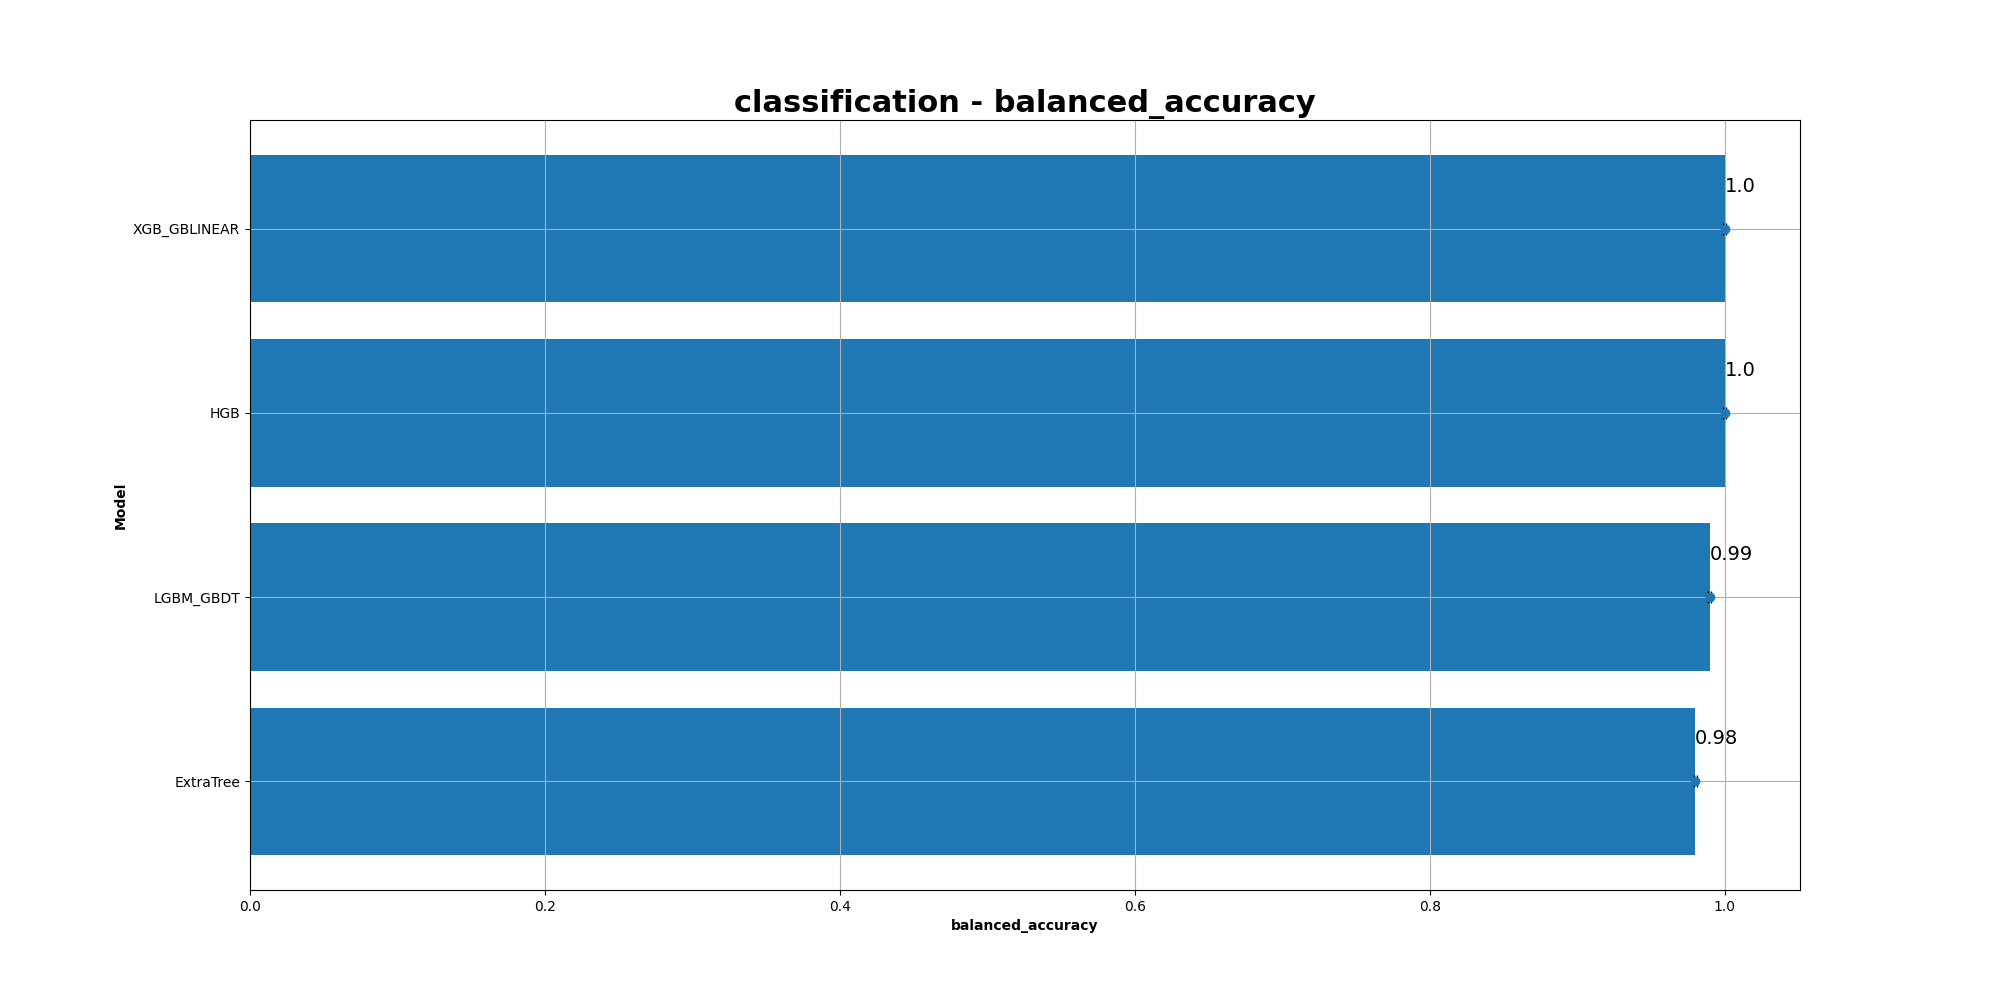 classification - balanced_accuracy
1.0
XGB_GBLINEAR
1.0
HGB
Model
0.99
LGBM_GBDT
0.98
ExtraTree
0.0 0.2 0.4 0.6 0.8 1.0
balanced_accuracy